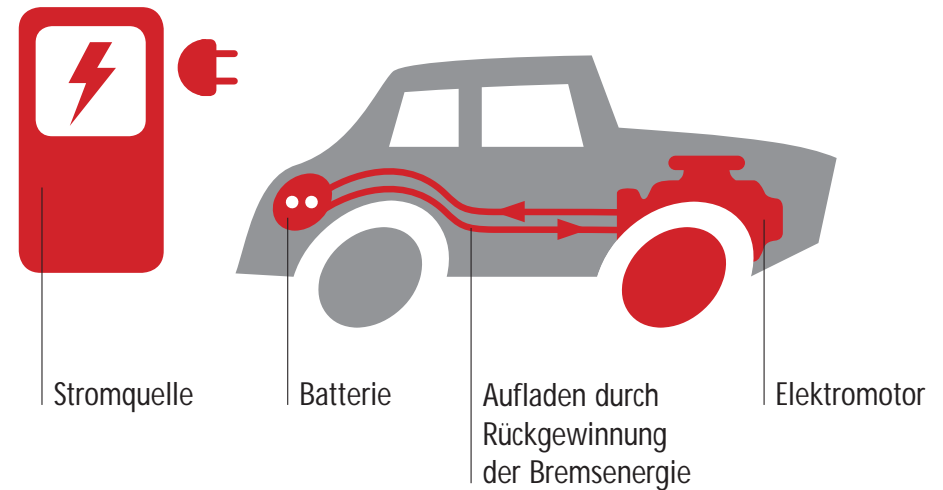 Stromquelle
Batterie
Aufladen durch
Rückgewinnung
der Bremsenergie
Elektromotor